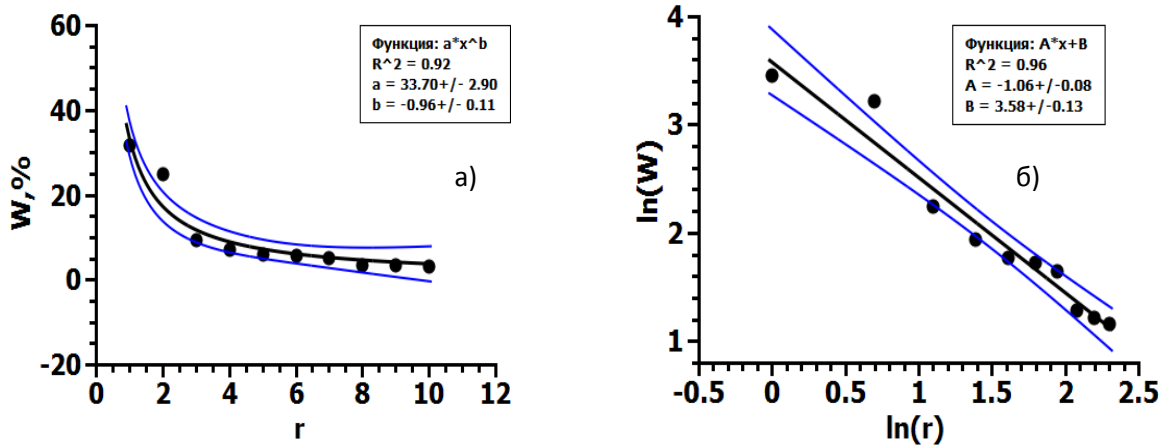 60
40
20
0
-20
W,%
0
2
4
6
8
10
12
r
Функция: a*x^b
R^2 = 0.92
a = 33.70+/- 2.90
b = -0.96+/- 0.11
а)
4
3
2
1
ln(W)
-0.5
0
0.5
1
1.5
2
2.5
ln(r)
Функция: A*x+B
R^2 = 0.96
A = -1.06+/-0.08
B = 3.58+/-0.13
б)